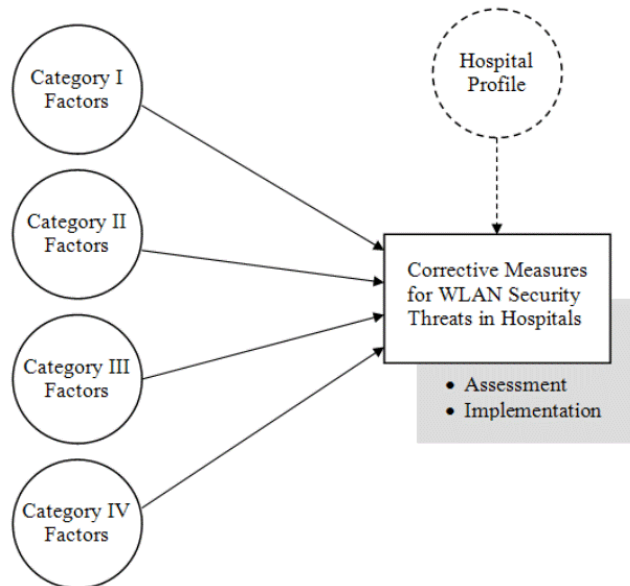 Category I
Factors
Hospital
Profile
Category II
Factors
Corrective Measures
for WLAN Security
Threats in Hospitals
Category III
Factors
• Assessment
• Implementation
Category IV
Factors